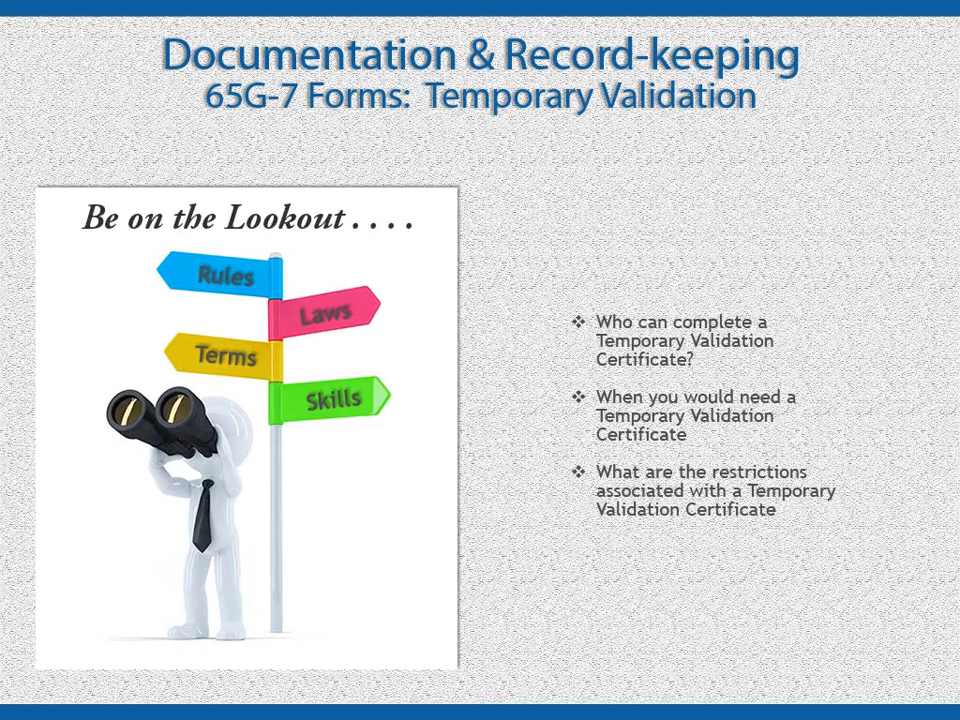 Documentation & Record-keeping
65G-7 Forms: Temporary Validation
Be on the Lookout . . . .
Rules
Laws
Terms
Skills
❖ Who can complete a
Temporary Validation
Certificate?
❖ When you would need a
Temporary Validation
Certificate
❖ What are the restrictions
associated with a Temporary
Validation Certificate